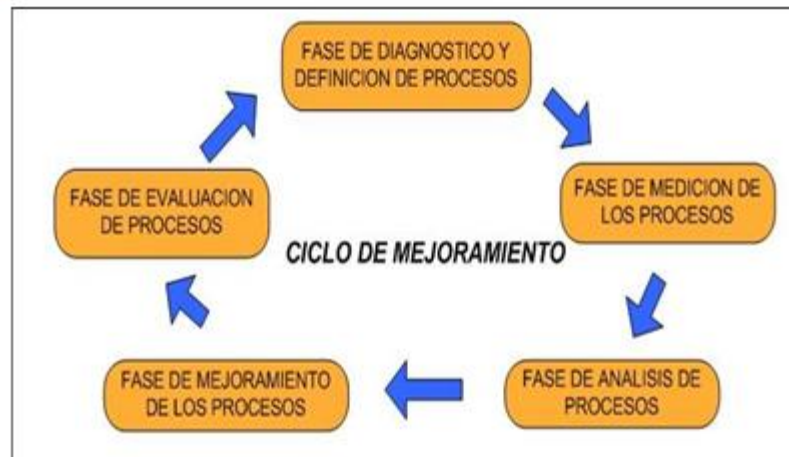 FASE DE DIAGNOSTICO Y
DEFINICION DE PROCESOS
FASE DE MEDICION DE
LOS PROCESOS
FASE DE ANALISIS DE
PROCESOS
FASE DE MEJORAMIENTO
DE LOS PROCESOS
FASE DE EVALUACION
DE PROCESOS
CICLO DE MEJORAMIENTO